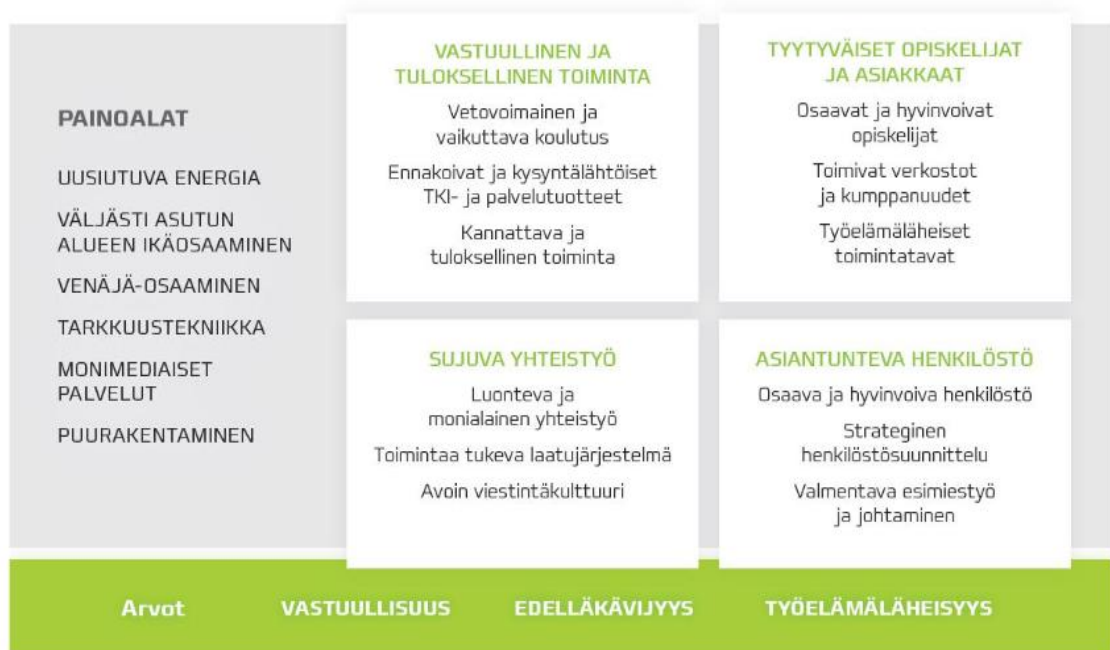 PAINOALAT
UUSIUTUVA ENERGIA
VÄLJÄSTI ASUTUN
ALUEEN IKÄOSAAMINEN
VENÄJÄ-OSAAMINEN
TARKKUUSTEKNIIKKA
MONIMEDIAISET
PALVELUT
PUURAKENTAMINEN
VASTUULLINEN JA
TULOKSELLINEN TOIMINTA
Vetovoimainen ja
vaikuttava koulutus
Ennakoivat ja kysyntälähtöiset
TKI- ja palvelutuotteet
Kannattava ja
tuloksellinen toiminta
TYYTYVÄISET OPISKELIJAT
JA ASIAKKAAT
Osaavat ja hyvinvoivat
opiskelijat
Toimivat verkostot
ja kumppanuudet
Työelämäläheiset
toimintatavat
SUJUVA YHTEISTYÖ
Luonteva ja
monialainen yhteistyö
Toimintaa tukeva laatujärjestelmä
Avoin viestintäkulttuuri
ASIANTUNTEVA HENKILÖSTÖ
Osaava ja hyvinvoiva henkilöstö
Strateginen
henkilöstösuunnittelu
Valmentava esimiestyö
ja johtaminen
Arvot VASTUULLISUUS EDELLÄKÄVIJYYS TYÖELÄMÄLÄHEISYYS